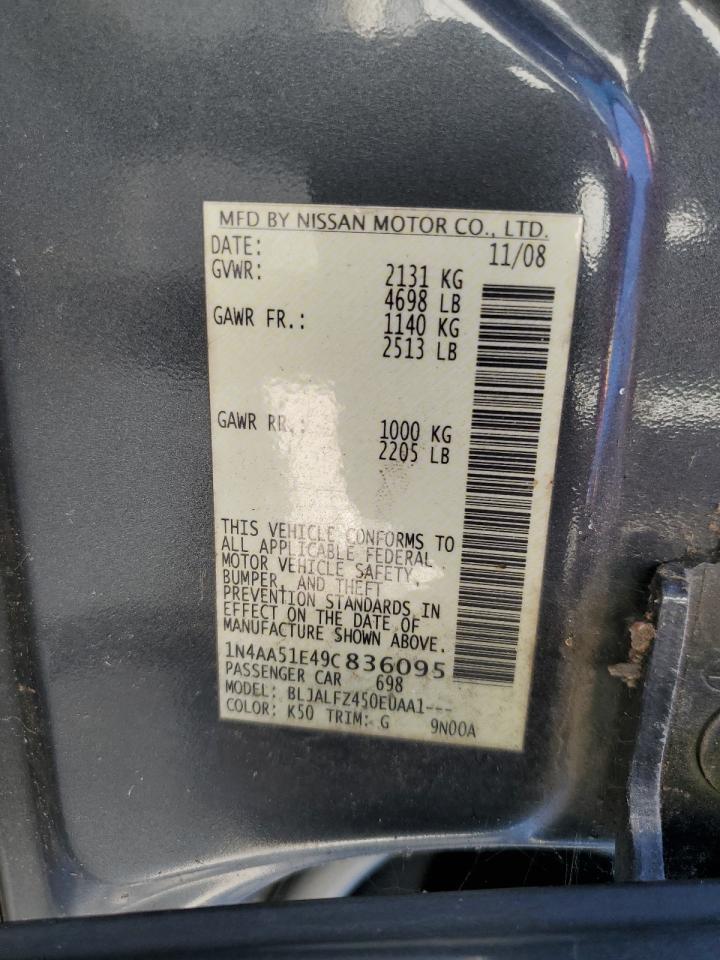 MFD BY NISSAN MOTOR CO., LTD.
DATE: 11/08
GVWR: 2131 KG
4698 LB
GAWR FR.: 1140 KG
2513 LB
GAWR RR.: 1000 KG
2205 LB
THIS VEHICLE CONFORMS TO
ALL APPLICABLE FEDERAL
MOTOR VEHICLE SAFETY,
BUMPER, AND THEFT
PREVENTION STANDARDS IN
EFFECT ON THE DATE OF
MANUFACTURE SHOWN ABOVE.
1N4AA51E49C836095
PASSENGER CAR 698
MODEL: BLJALFZ450EUAA1---
COLOR: K50 TRIM: G 9N00A